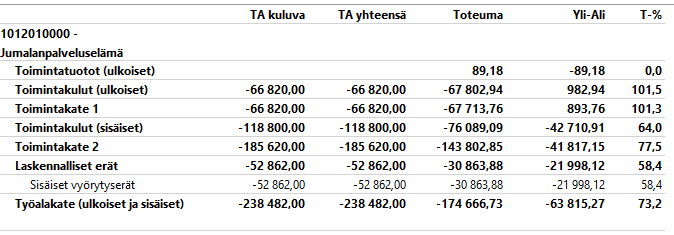 TA kuluva TA yhteensä Toteuma Yli-Ali T-%
1012010000 -
Jumalanpalveluselämä
Toimintatuotot (ulkoiset) 89,18 -89,18 0,0
Toimintakulut (ulkoiset) -66 820,00 -66 820,00 -67 802,94 982,94 101,5
Toimintakate 1 -66 820,00 -66 820,00 -67 713,76 893,76 101,3
Toimintakulut (sisäiset) -118 800,00 -118 800,00 -76 089,09 -42 710,91 64,0
Toimintakate 2 -185 620,00 -185 620,00 -143 802,85 -41 817,15 77,5
Laskennalliset erät -52 862,00 -52 862,00 -30 863,88 -21 998,12 58,4
Sisäiset vyörytyserät -52 862,00 -52 862,00 -30 863,88 -21 998,12 58,4
Työalakate (ulkoiset ja sisäiset) -238 482,00 -238 482,00 -174 666,73 -63 815,27 73,2